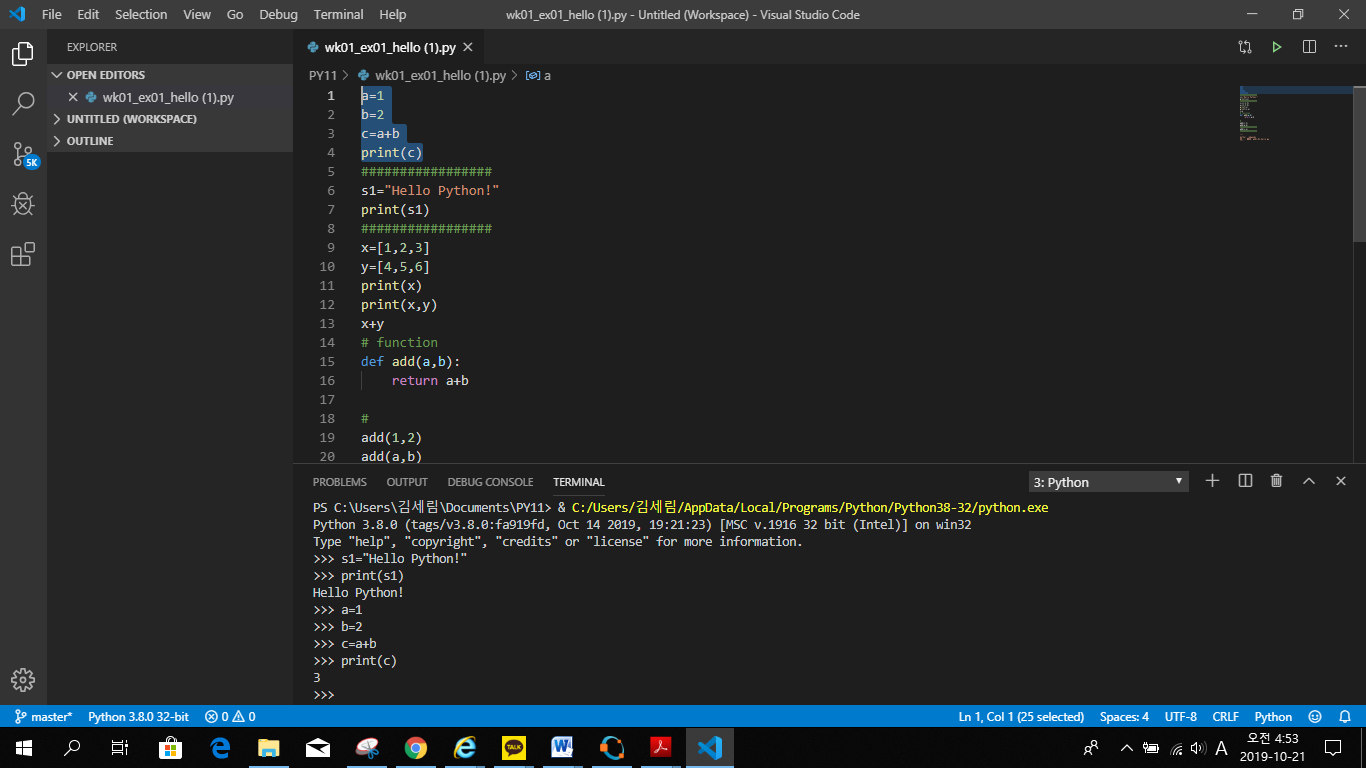 File Edit Selection View Go Debug Terminal Help wk01_ex01_hello (1).py - Untitled (Workspace) - Visual Studio Code
EXPLORER
OPEN EDITORS
wk01_ex01_hello (1).py
UNTITLED (WORKSPACE)
OUTLINE
5K
wk01_ex01_hello (1).py
PY11 > wk01_ex01_hello (1).py > a
1 a=1
2 b=2
3 c=a+b
4 print(c)
5 #################
6 s1="Hello Python!"
7 print(s1)
8 #################
9 x=[1,2,3]
10 y=[4,5,6]
11 print(x)
12 print(x,y)
13 x+y
14 # function
15 def add(a,b):
16     return a+b
17
18 #
19 add(1,2)
20 add(a,b)
PROBLEMS OUTPUT DEBUG CONSOLE TERMINAL 3: Python
PS C:\Users\김세림\Documents\PY11> & C:/Users/김세림/AppData/Local/Programs/Python/Python38-32/python.exe
Python 3.8.0 (tags/v3.8.0:fa919fd, Oct 14 2019, 19:21:23) [MSC v.1916 32 bit (Intel)] on win32
Type "help", "copyright", "credits" or "license" for more information.
>>> s1="Hello Python!"
>>> print(s1)
Hello Python!
>>> a=1
>>> b=2
>>> c=a+b
>>> print(c)
3
>>>
master* Python 3.8.0 32-bit 0 0 Ln 1, Col 1 (25 selected) Spaces: 4 UTF-8 CRLF Python
TALK W A 오전 4:53
2019-10-21